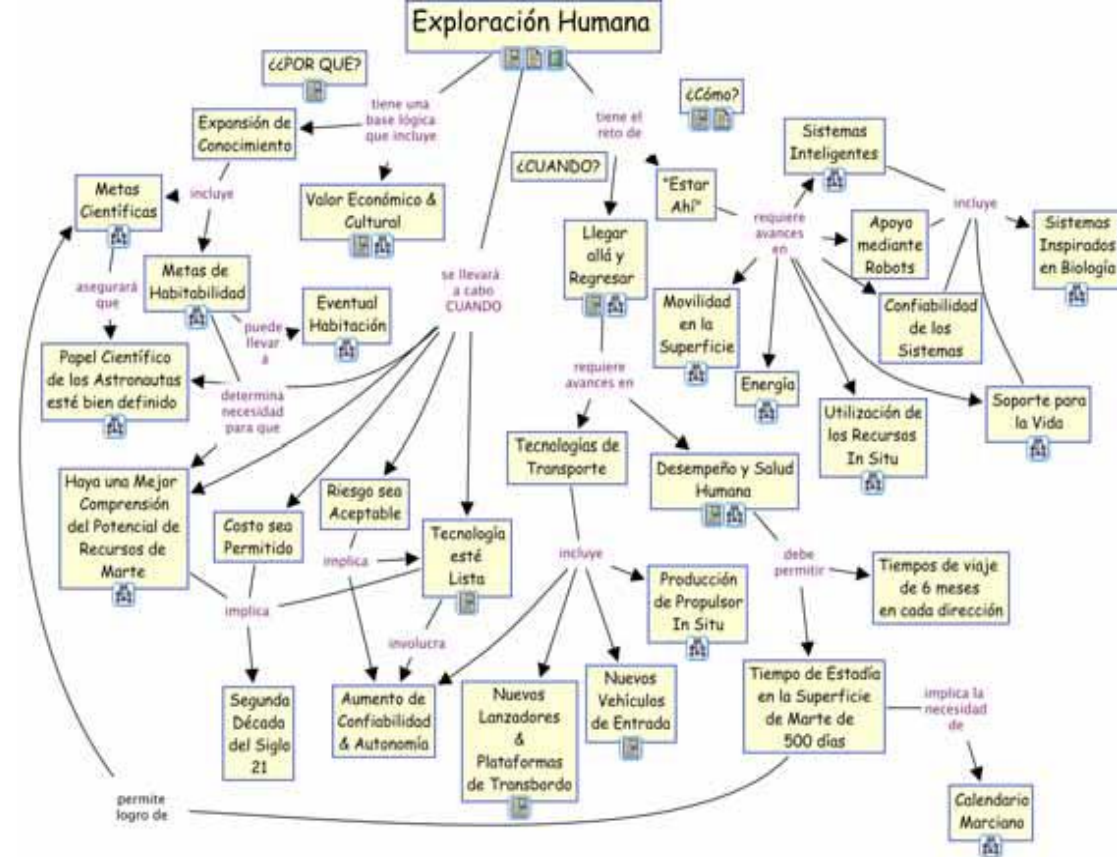 Exploración Humana
¿¿POR QUÉ?
¿Cómo?
tiene una
base lógica
que incluye
tiene el
reto de
Expansión de
Conocimiento
¿CUANDO?
Sistemas
Inteligentes
Metas
Científicas
incluye
Valor Económico &
Cultural
"Estar
Ahí"
requiere
avances
en
incluye
Apoyo
mediante
Robots
Sistemas
Inspirados
en Biología
Llegar
allá y
Regresar
Metas de
Habitabilidad
se llevará
a cabo
CUANDO
asegurará
que
Eventual
Habitación
puede
llevar
a
Movilidad
en la
Superficie
Confiabilidad
de los
Sistemas
Papel Científico
de los Astronautas
esté bien definido
determina
necesidad
para que
requiere
avances en
Energía
Utilización de
los Recursos
In Situ
Soporte para
la Vida
Tecnologías de
Transporte
Desempeño y Salud
Humana
Haya una Mejor
Comprensión
del Potencial de
Recursos de
Marte
Costo sea
Permitido
Riesgo sea
Aceptable
Tecnología
esté
Lista
implica
incluye
debe
permitir
Tiempos de viaje
de 6 meses
en cada dirección
Producción
de Propulsor
In Situ
implica
involucra
Segunda
Década
del Siglo
21
Aumento de
Confiabilidad
& Autonomía
Nuevos
Lanzadores
&
Plataformas
de Transbordo
Nuevos
Vehículos
de Entrada
Tiempo de Estadía
en la Superficie
de Marte de
500 días
implica la
necesidad
de
permite
logro de
Calendario
Marciano